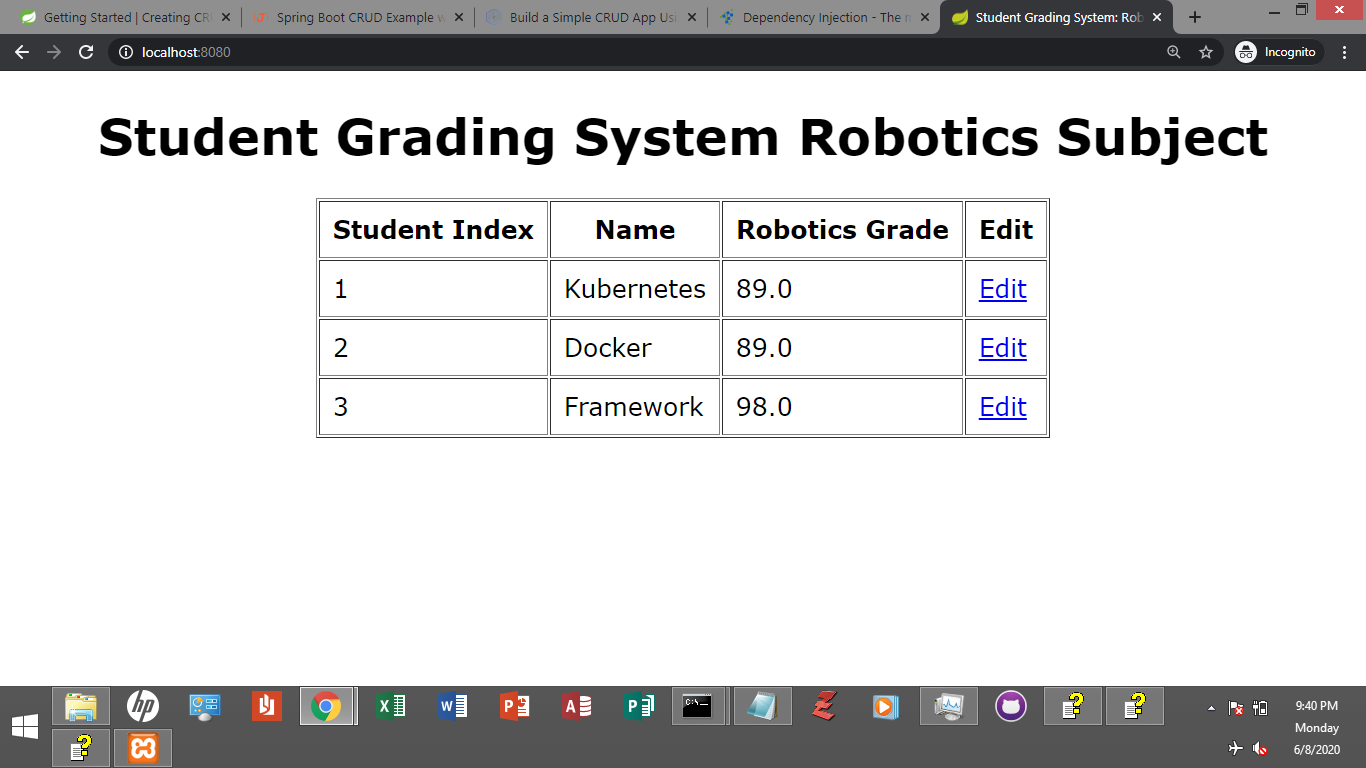 Getting Started | Creating CR
Spring Boot CRUD Example w
Build a Simple CRUD App Usi
Dependency Injection - The m
Student Grading System: Rob
localhost:8080
Incognito
Student Grading System Robotics Subject
Student Index Name Robotics Grade Edit
1 Kubernetes 89.0 Edit
2 Docker 89.0 Edit
3 Framework 98.0 Edit
9:40 PM
Monday
6/8/2020